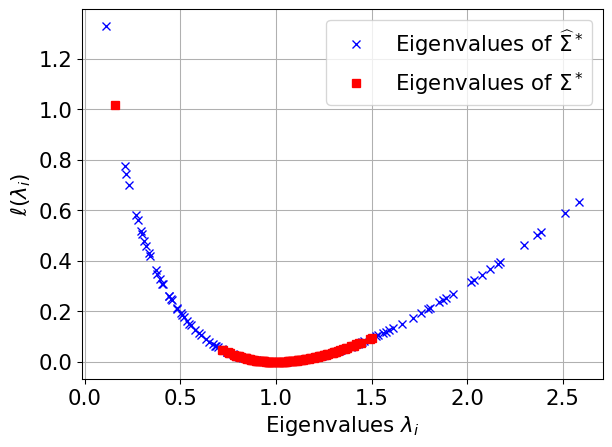 Eigenvalues of Σ̂*
Eigenvalues of Σ*
1.2
1.0
0.8
0.6
0.4
0.2
0.0
ℓ(λᵢ)
0.0 0.5 1.0 1.5 2.0 2.5
Eigenvalues λᵢ